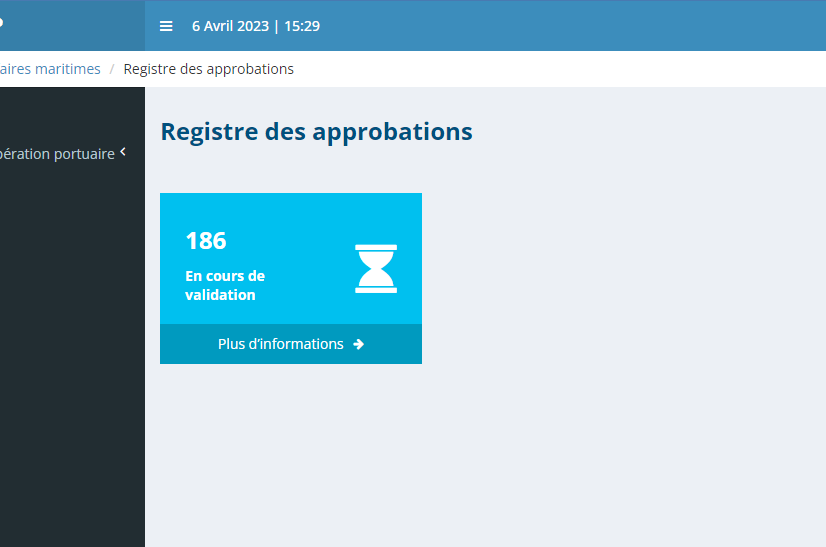 6 Avril 2023 | 15:29
aires maritimes / Registre des approbations
pération portuaire
Registre des approbations
186
En cours de
validation
Plus d'informations